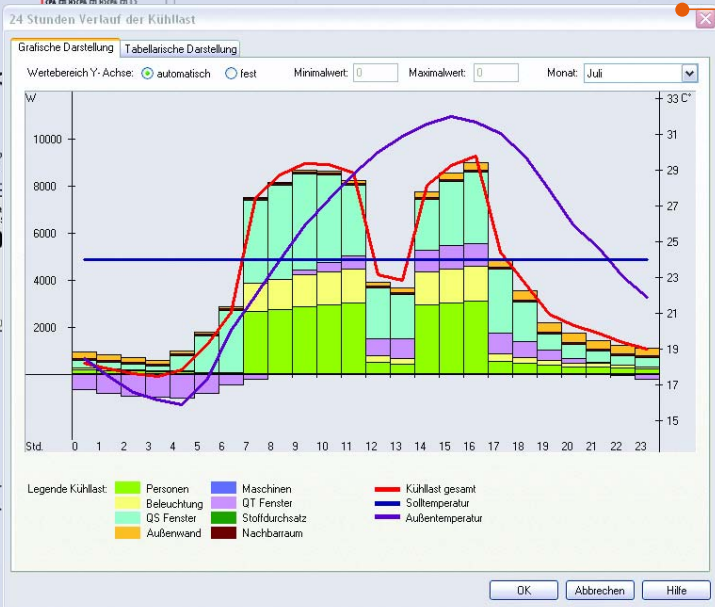 24 Stunden Verlauf der Kühllast
Grafische Darstellung Tabellarische Darstellung
Wertebereich Y-Achse: automatisch fest Minimalwert: 0 Maximalwert: 0 Monat: Juli
W 33 C°
10000 31
29
8000
27
6000 25
4000 23
21
2000
19
17
15
Std. 0 1 2 3 4 5 6 7 8 9 10 11 12 13 14 15 16 17 18 19 20 21 22 23
Legende Kühllast: Personen Maschinen Kühllast gesamt
Beleuchtung QT Fenster Solltemperatur
QS Fenster Stoffdurchsatz Außentemperatur
Außenwand Nachbarraum
OK Abbrechen Hilfe